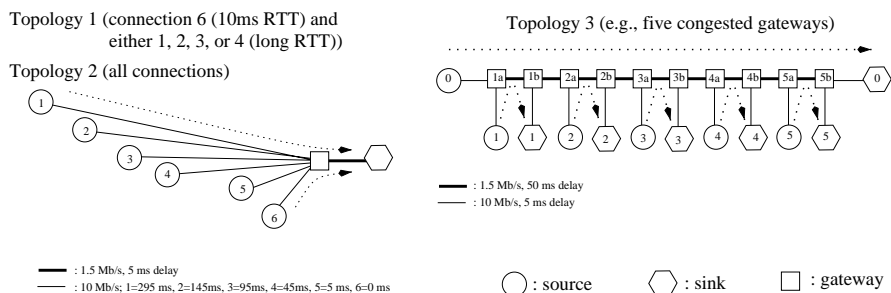 Topology 1 (connection 6 (10ms RTT) and
either 1, 2, 3, or 4 (long RTT))
Topology 2 (all connections)
1
2
3
4
5
6
: 1.5 Mb/s, 5 ms delay
: 10 Mb/s; 1=295 ms, 2=145ms, 3=95ms, 4=45ms, 5=5 ms, 6=0 ms
Topology 3 (e.g., five congested gateways)
0 1a 1b 2a 2b 3a 3b 4a 4b 5a 5b 0
1 1 2 2 3 3 4 4 5 5
: 1.5 Mb/s, 50 ms delay
: 10 Mb/s, 5 ms delay
: source : sink : gateway